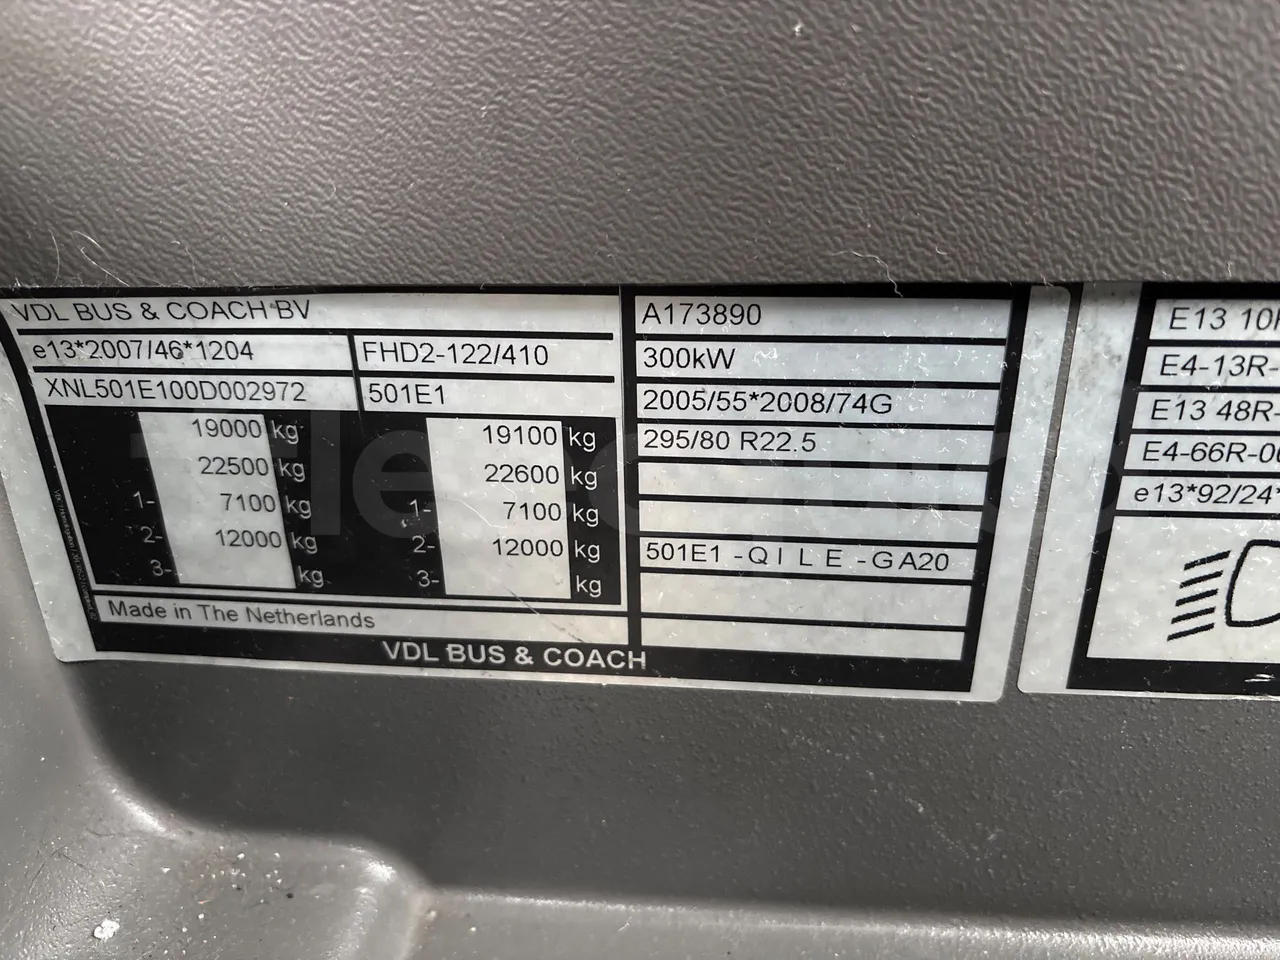 VDL BUS & COACH BV
e13*2007/46*1204 FHD2-122/410
XNL501E100D002972 501E1
19000 kg 19100 kg
22500 kg 22600 kg
1- 7100 kg 1- 7100 kg
2- 12000 kg 2- 12000 kg
3- kg 3- kg
Made in The Netherlands
VDL BUS & COACH
A173890
300kW
2005/55*2008/74G
295/80 R22.5
501E1 -Q I L E -G A20
E13 10
E4-13R-
E13 48R-
E4-66R-0
e13*92/24*